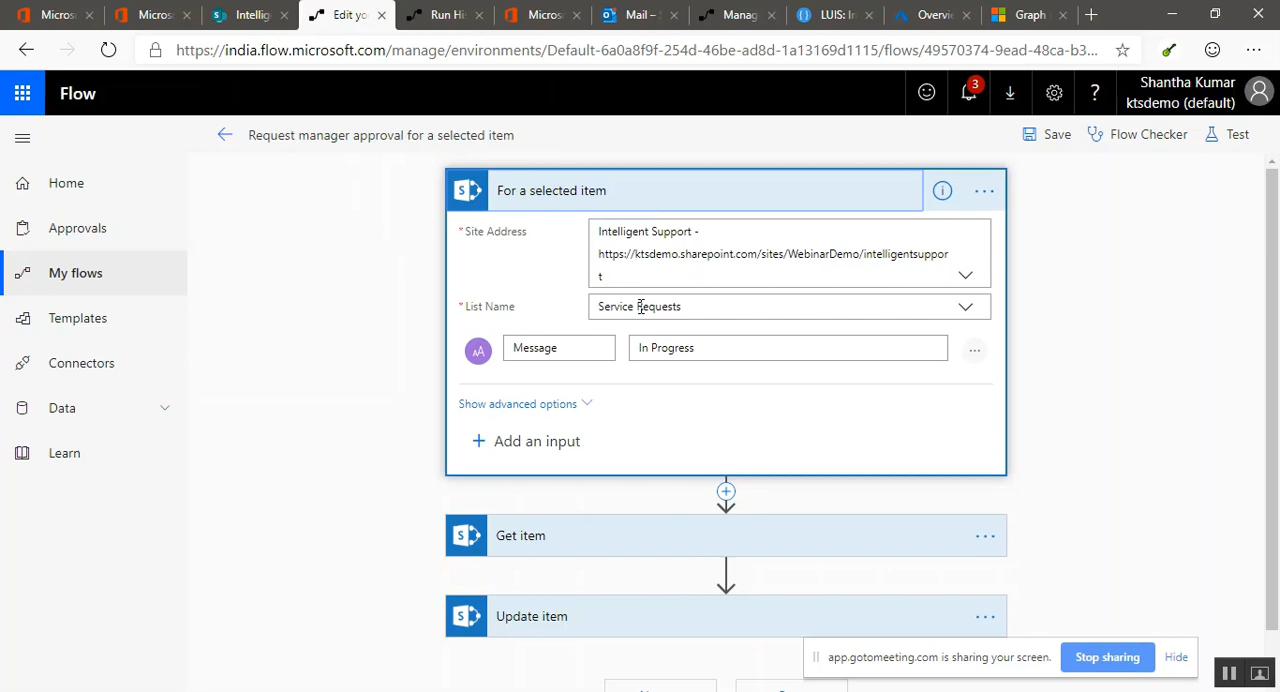 Micros
Micros
Intellig
Edit yo
Run His
Micros
Mail – S
Manag
LUIS: In
Overvie
Graph
https://india.flow.microsoft.com/manage/environments/Default-6a0a8f9f-254d-46be-ad8d-1a13169d1115/flows/49570374-9ead-48ca-b3...
Flow
3
?
Shantha Kumar
ktsdemo (default)
Request manager approval for a selected item
Save
Flow Checker
Test
Home
Approvals
My flows
Templates
Connectors
Data
Learn
For a selected item
*Site Address
Intelligent Support -
https://ktsdemo.sharepoint.com/sites/WebinarDemo/intelligentsuppor
t
*List Name
Service Requests
AA
Message
In Progress
Show advanced options
Add an input
Get item
Update item
app.gotomeeting.com is sharing your screen.
Stop sharing
Hide